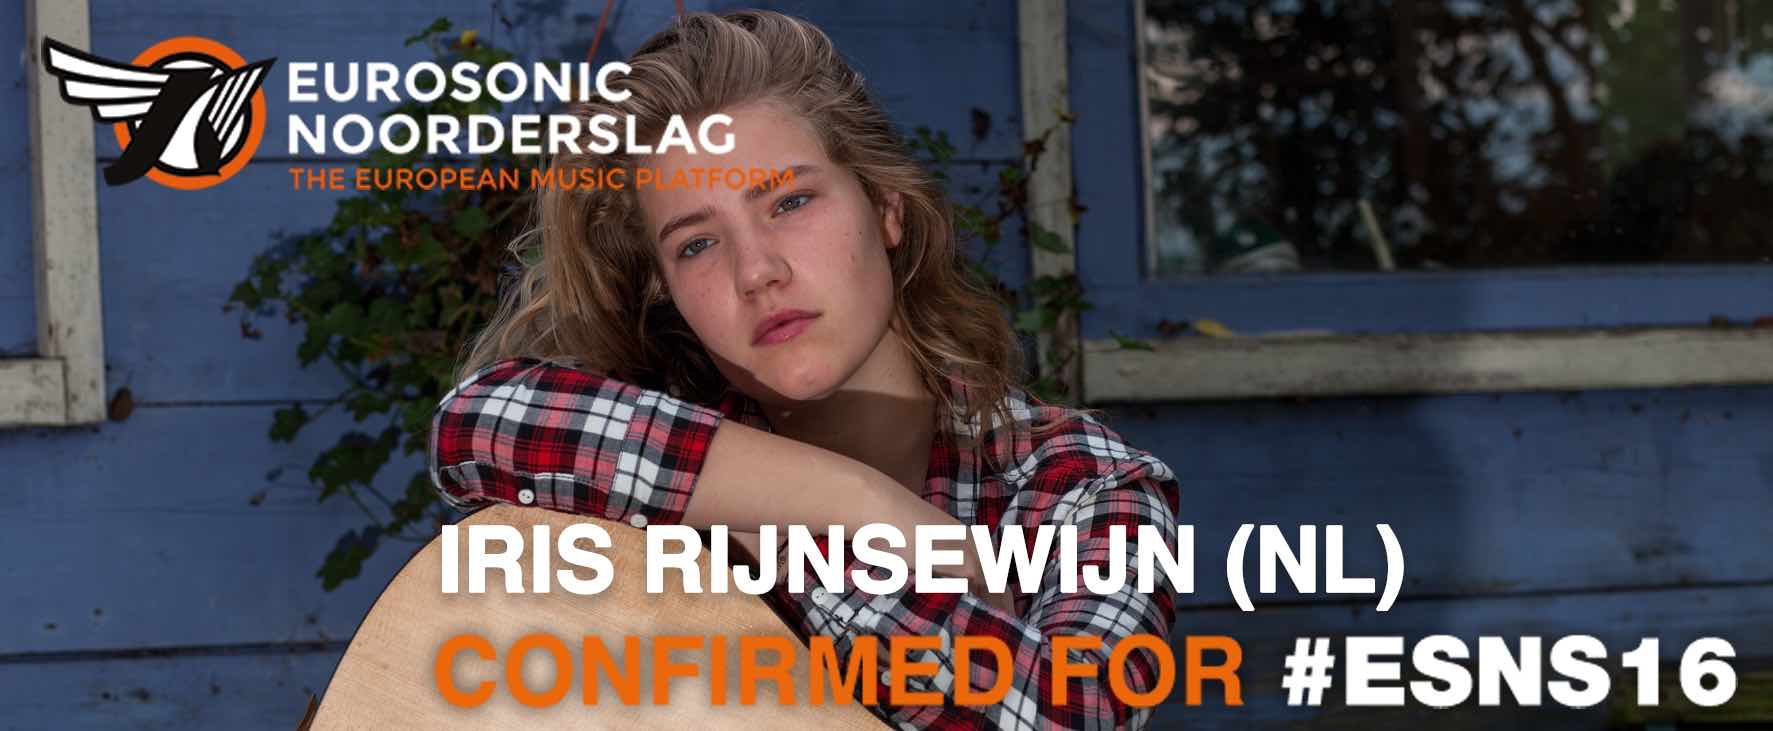 EUROSONIC
NOORDERSLAG
THE EUROPEAN MUSIC PLATFORM
IRIS RIJNSEWIJN (NL)
CONFIRMED FOR #ESNS16